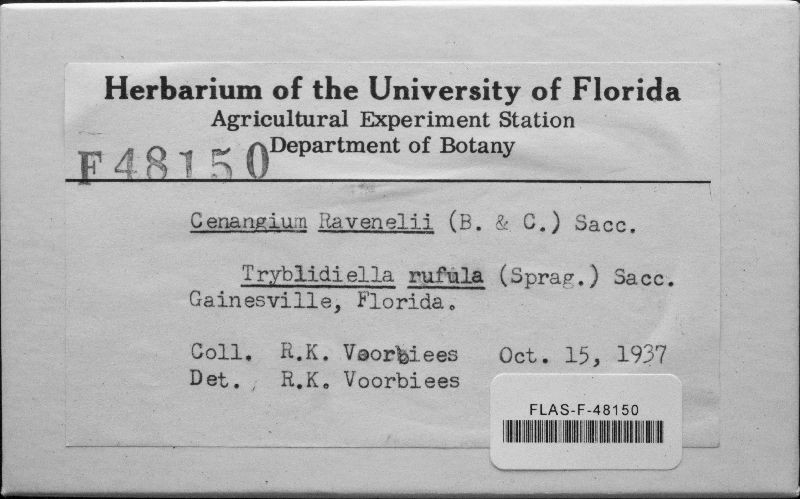 Herbarium of the University of Florida
Agricultural Experiment Station
Department of Botany
F48150
Cenangium Ravenelii (B. & C.) Sacc.
Tryblidiella rufula (Sprag.) Sacc.
Gainesville, Florida.
Coll. R.K. Voorbiees Oct. 15, 1937
Det. R.K. Voorbiees
FLAS-F-48150